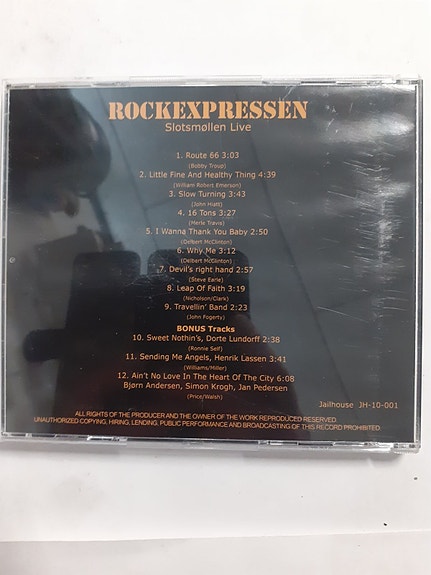 ROCKEXPRESSEN
Slotsmøllen Live
1. Route 66 3:03
(Bobby Troup)
2. Little Fine And Healthy Thing 4:39
(William Robert Emerson)
3. Slow Turning 3:43
(John Hiatt)
4. 16 Tons 3:27
(Merle Travis)
5. I Wanna Thank You Baby 2:50
(Delbert McClinton)
6. Why Me 3:12
(Delbert McClinton)
7. Devil's right hand 2:57
(Steve Earle)
8. Leap Of Faith 3:19
(Nicholson/Clark)
9. Travellin' Band 2:23
(John Fogerty)
BONUS Tracks
10. Sweet Nothin's, Dorte Lundorff 2:38
(Ronnie Self)
11. Sending Me Angels, Henrik Lassen 3:41
(Williams/Miller)
12. Ain't No Love In The Heart Of The City 6:08
Bjørn Andersen, Simon Krogh, Jan Pedersen
(Price/Walsh)
Jailhouse JH-10-001
ALL RIGHTS OF THE PRODUCER AND THE OWNER OF THE WORK REPRODUCED RESERVED.
UNAUTHORIZED COPYING, HIRING, LENDING, PUBLIC PERFORMANCE AND BROADCASTING OF THIS RECORD PROHIBITED.